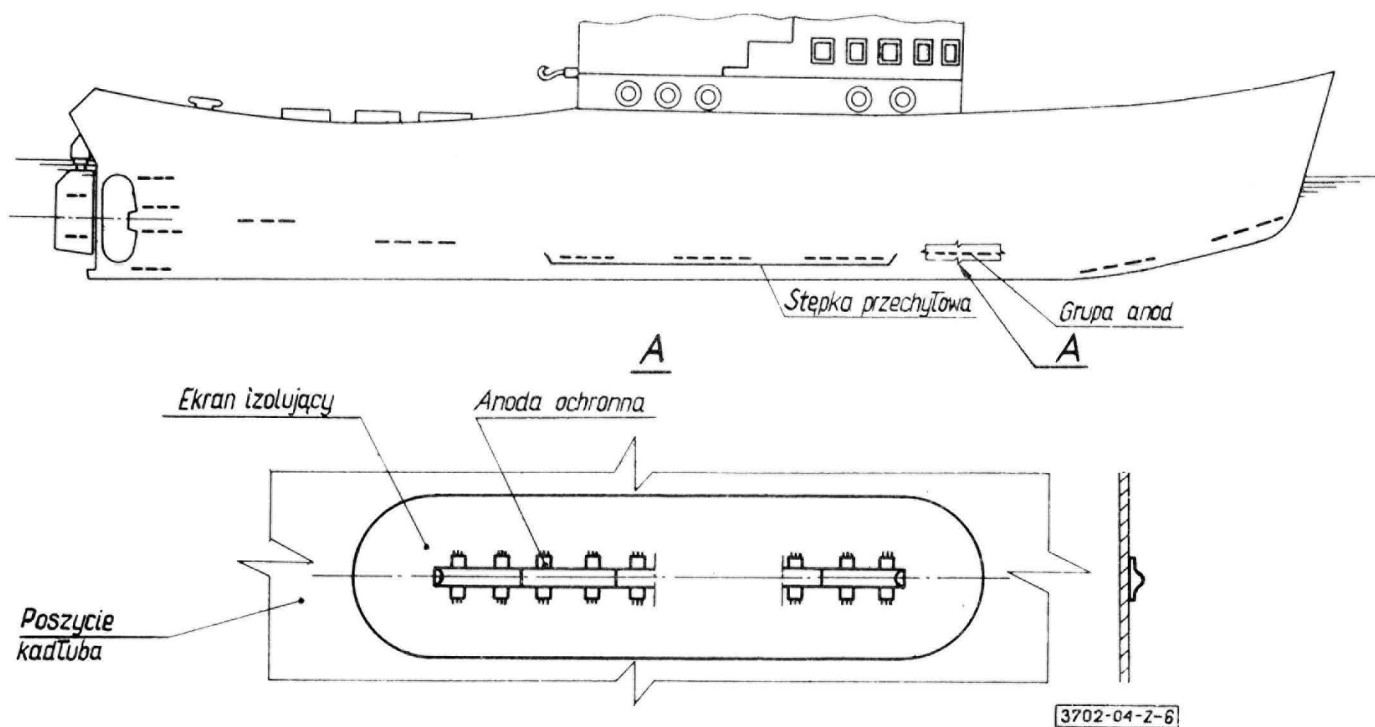 Stępka przechyłowa
Grupa anod
A
A
Ekran izolujący
Anoda ochronna
Poszycie
kadłuba
3702-04-Z-6